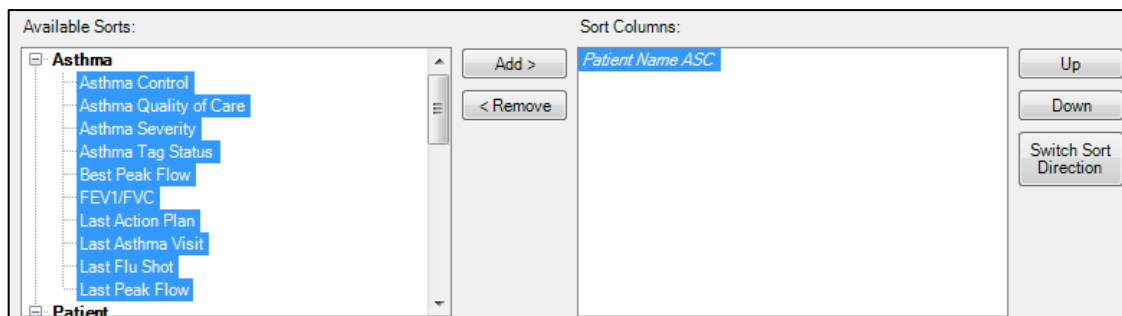 Available Sorts:
Asthma
Asthma Control
Asthma Quality of Care
Asthma Severity
Asthma Tag Status
Best Peak Flow
FEV1/FVC
Last Action Plan
Last Asthma Visit
Last Flu Shot
Last Peak Flow
Patient
Add >
< Remove
Sort Columns:
Patient Name ASC
Up
Down
Switch Sort
Direction